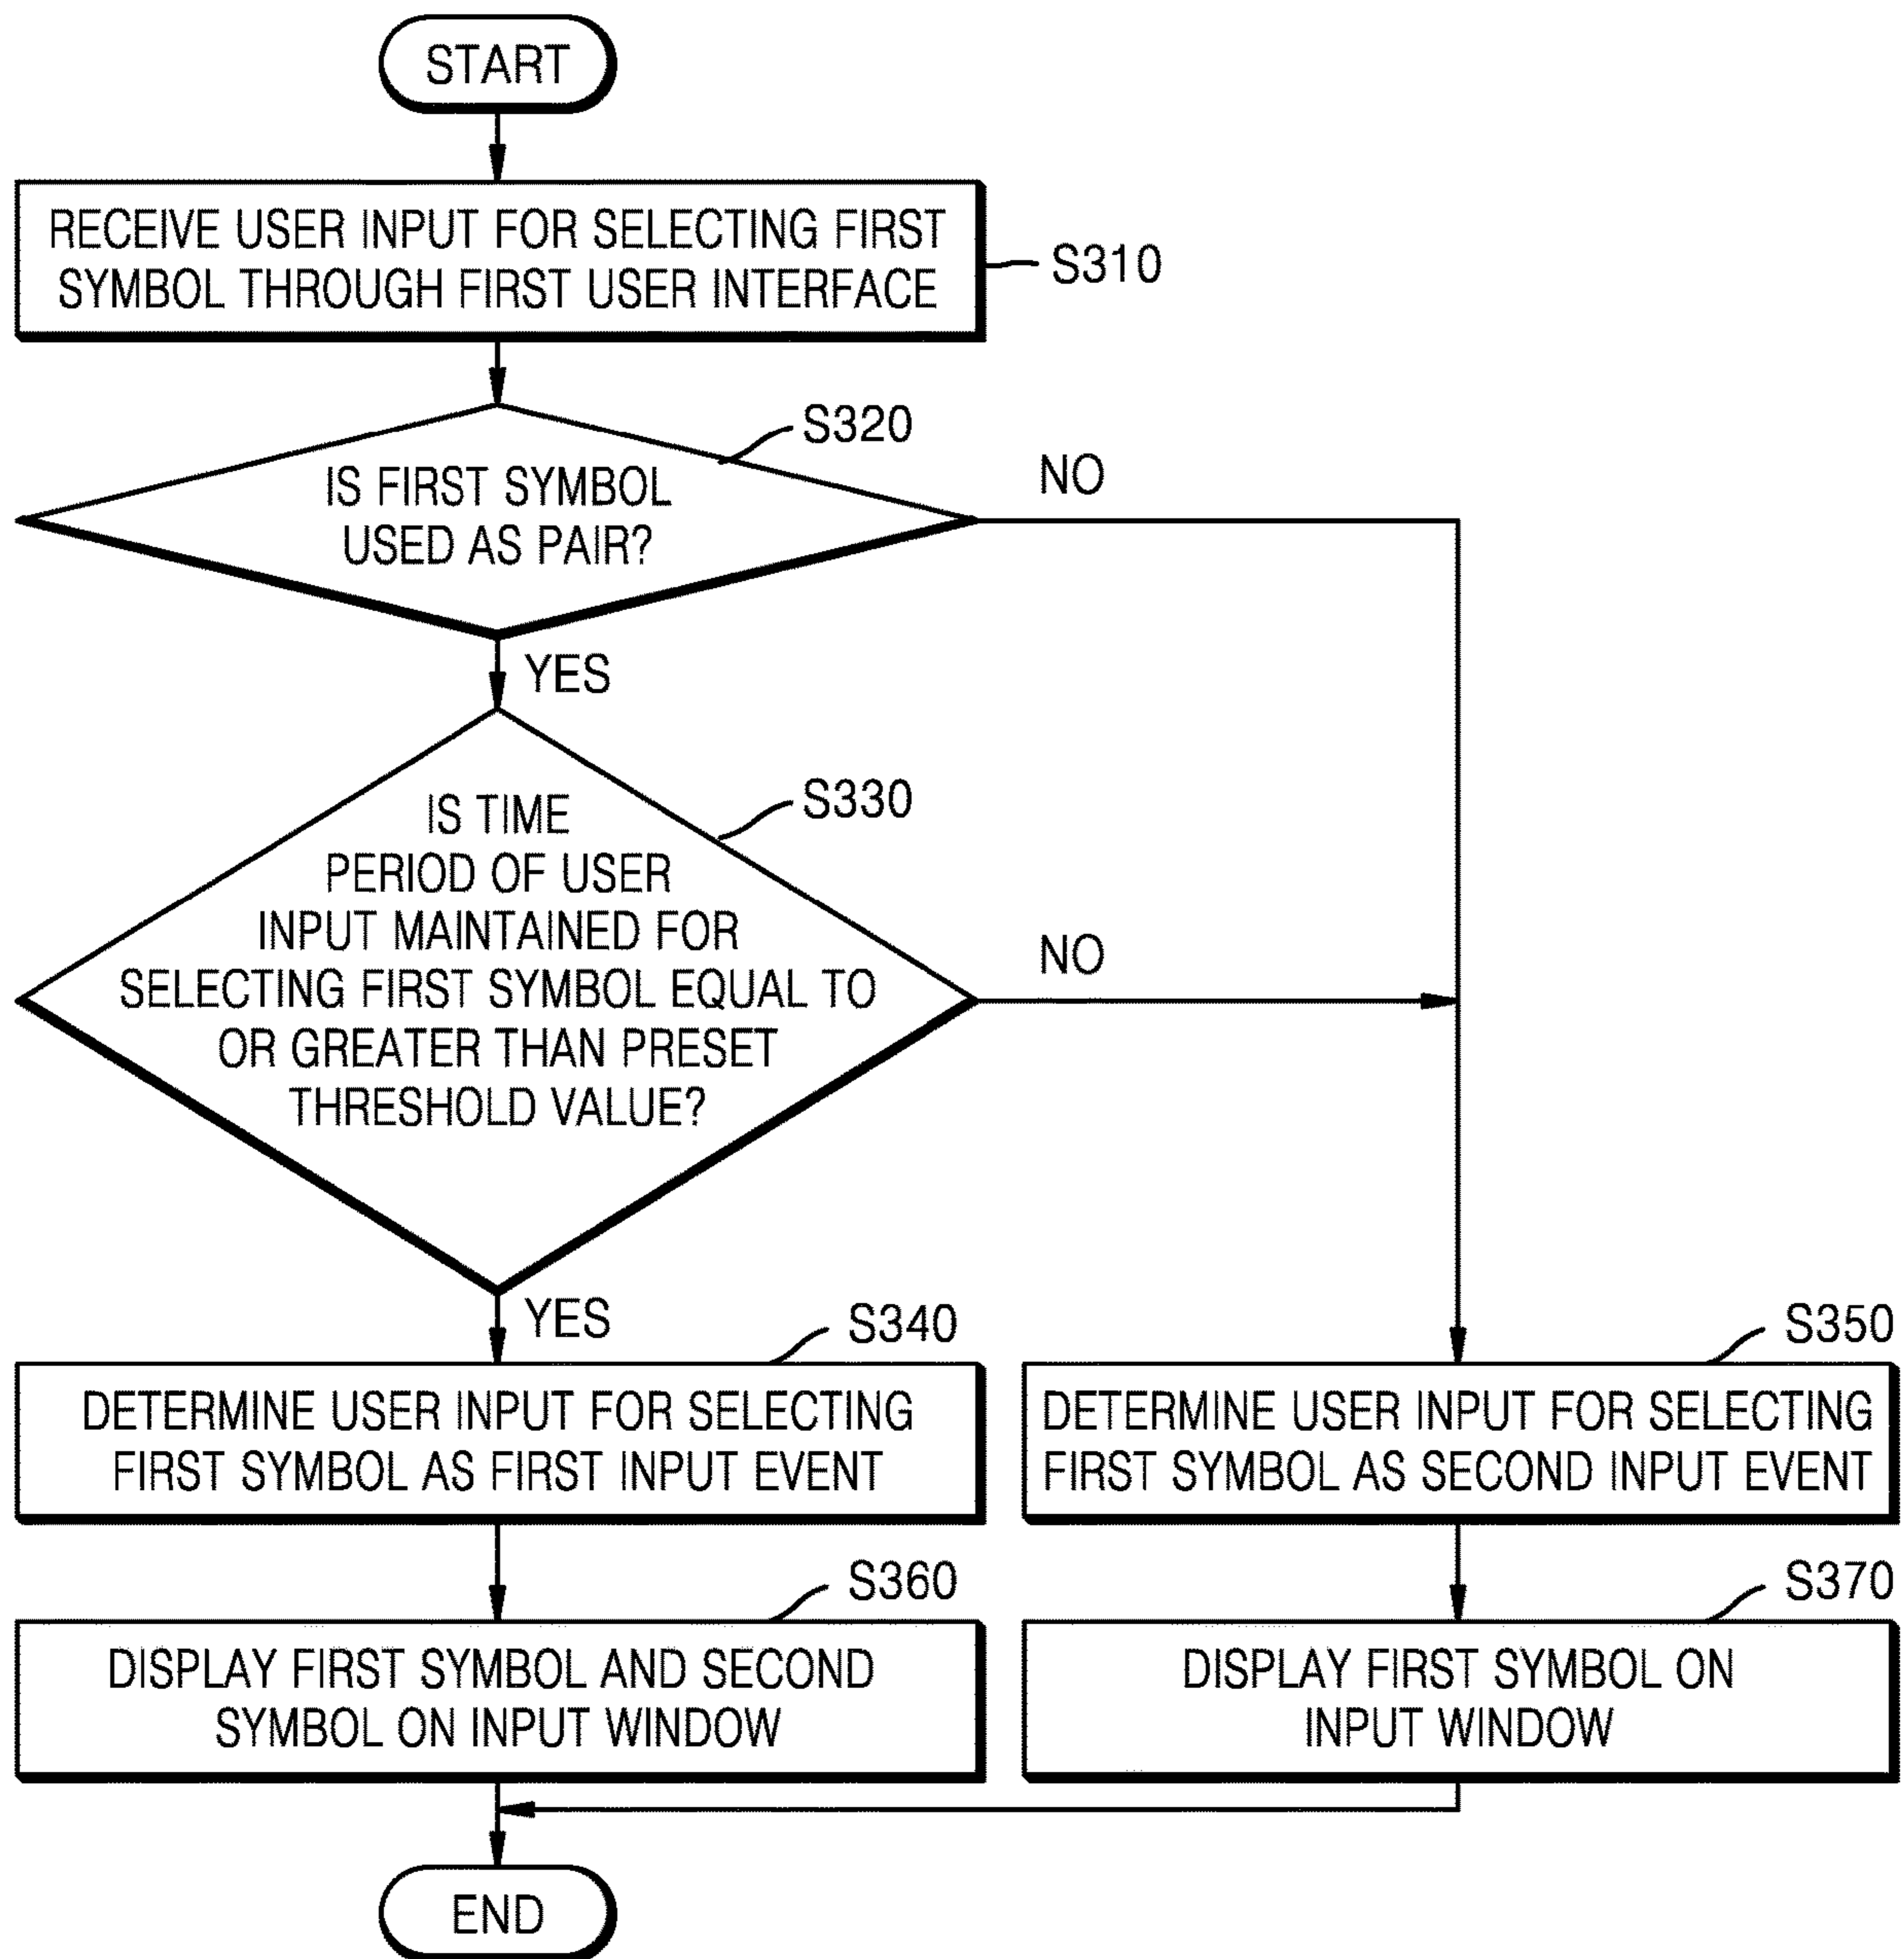 START
RECEIVE USER INPUT FOR SELECTING FIRST
SYMBOL THROUGH FIRST USER INTERFACE
S310
S320
IS FIRST SYMBOL
USED AS PAIR?
NO
YES
S330
IS TIME
PERIOD OF USER
INPUT MAINTAINED FOR
SELECTING FIRST SYMBOL EQUAL TO
OR GREATER THAN PRESET
THRESHOLD VALUE?
NO
YES
S340
DETERMINE USER INPUT FOR SELECTING
FIRST SYMBOL AS FIRST INPUT EVENT
S350
DETERMINE USER INPUT FOR SELECTING
FIRST SYMBOL AS SECOND INPUT EVENT
S360
DISPLAY FIRST SYMBOL AND SECOND
SYMBOL ON INPUT WINDOW
S370
DISPLAY FIRST SYMBOL ON
INPUT WINDOW
END